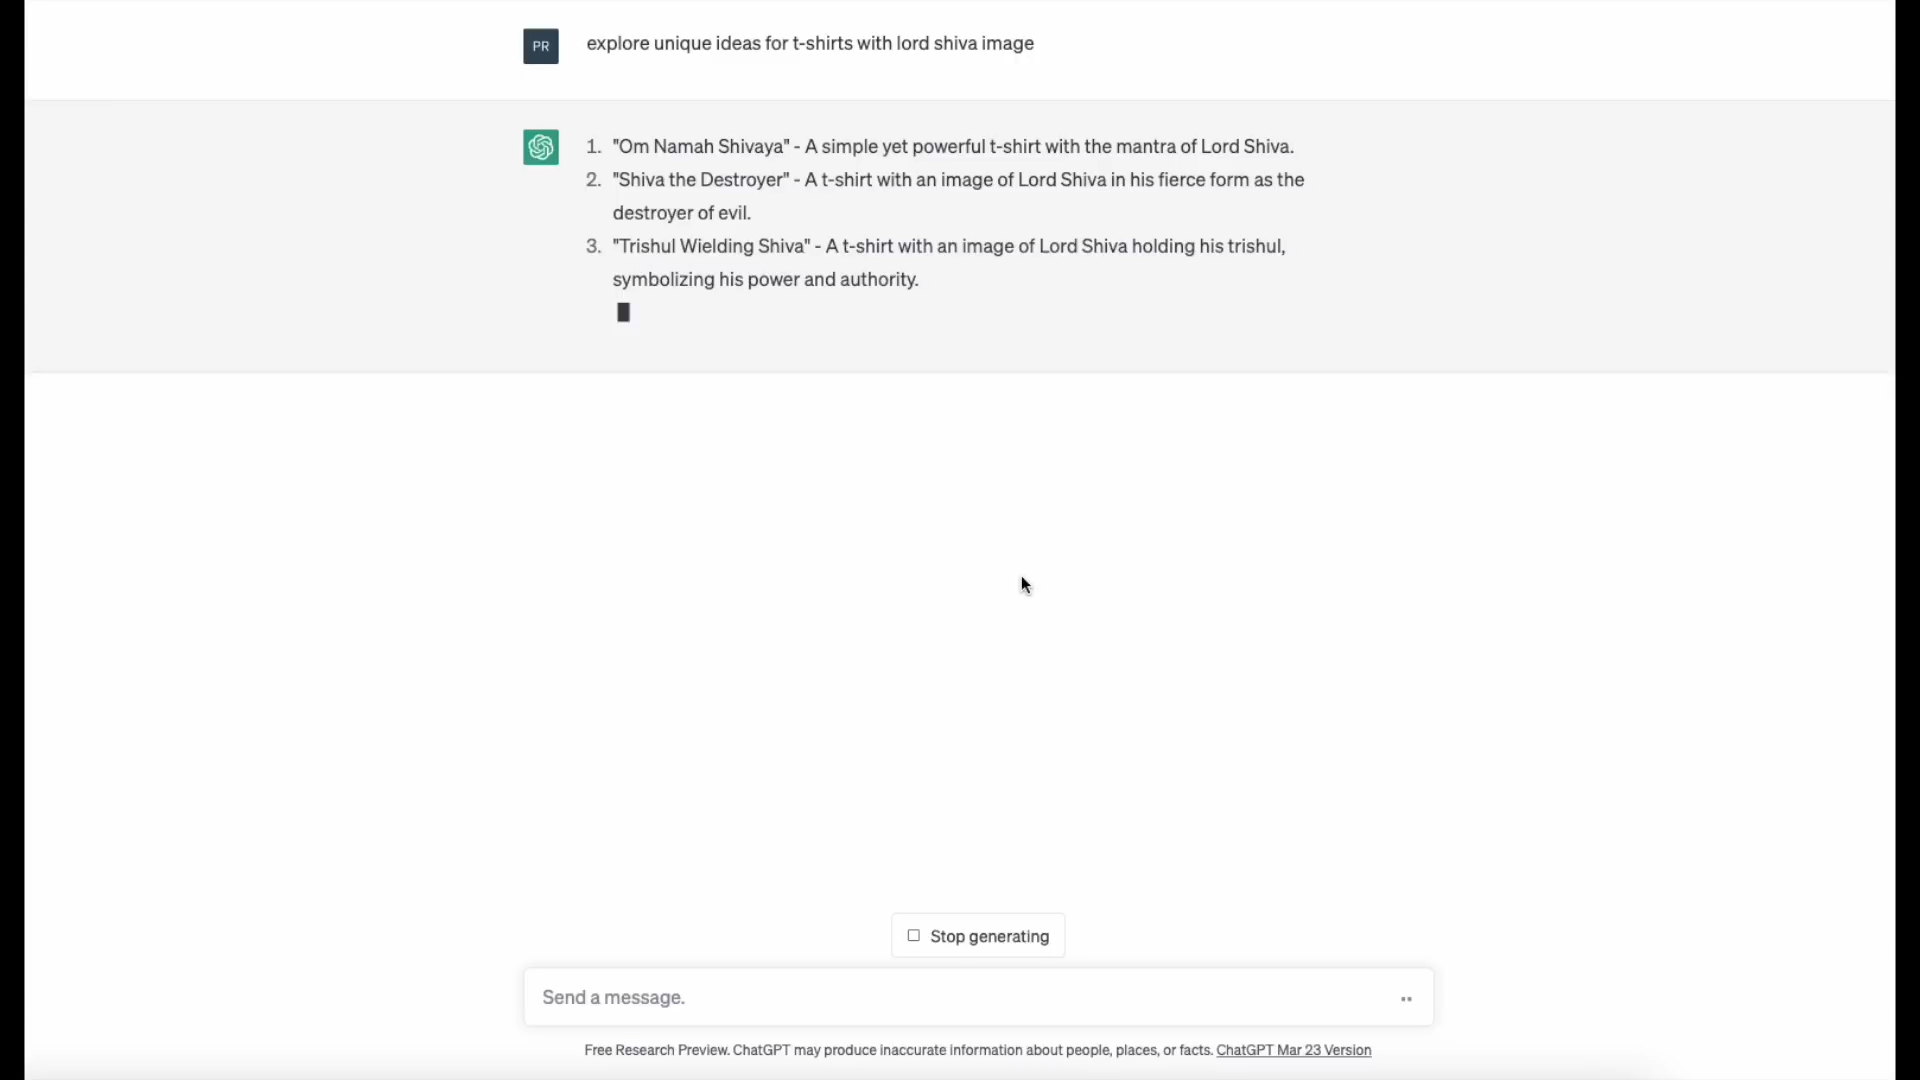 PR
explore unique ideas for t-shirts with lord shiva image
1. "Om Namah Shivaya" - A simple yet powerful t-shirt with the mantra of Lord Shiva.
2. "Shiva the Destroyer" - A t-shirt with an image of Lord Shiva in his fierce form as the
destroyer of evil.
3. "Trishul Wielding Shiva" - A t-shirt with an image of Lord Shiva holding his trishul,
symbolizing his power and authority.
Stop generating
Send a message.
Free Research Preview. ChatGPT may produce inaccurate information about people, places, or facts. ChatGPT Mar 23 Version